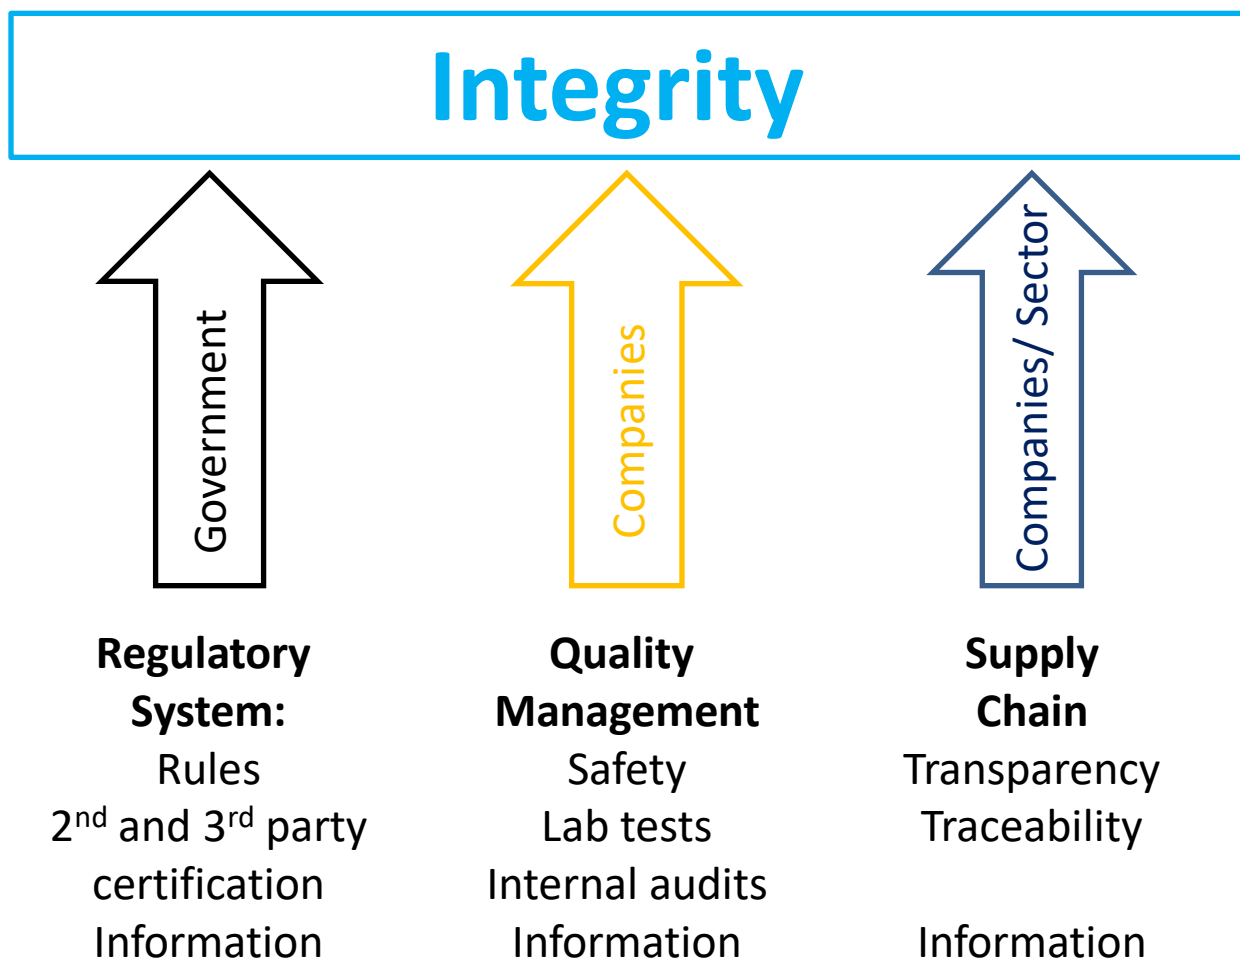 Integrity
Government
Companies
Companies/ Sector
Regulatory
System:
Rules
2nd and 3rd party
certification
Information
Quality
Management
Safety
Lab tests
Internal audits
Information
Supply
Chain
Transparency
Traceability
Information